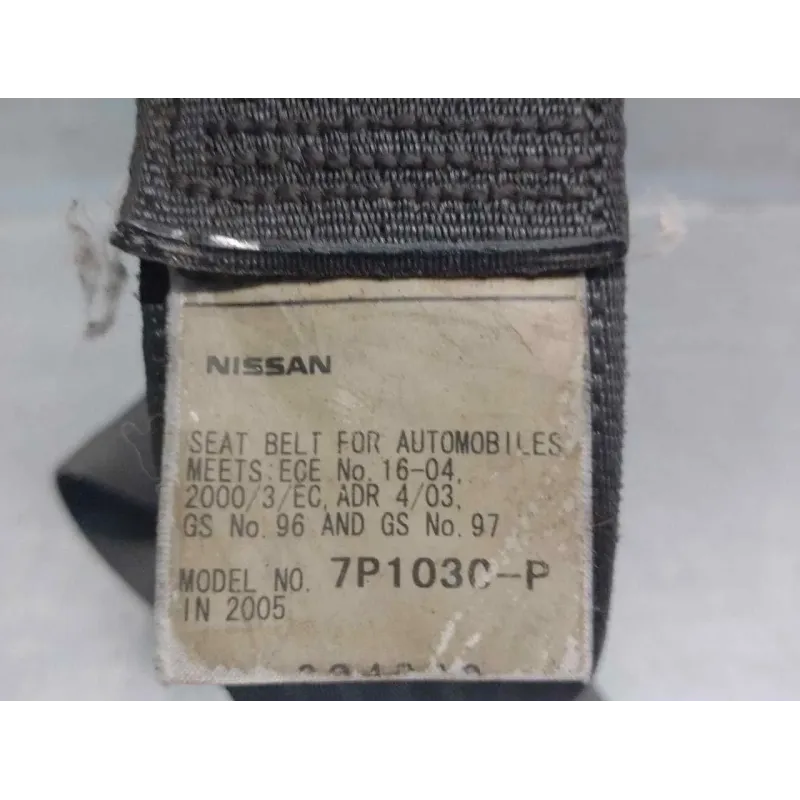 NISSAN
SEAT BELT FOR AUTOMOBILES
MEETS:ECE No.16-04,
2000/3/EC, ADR 4/03,
GS No.96 AND GS No.97
MODEL NO. 7P103C-P
IN 2005